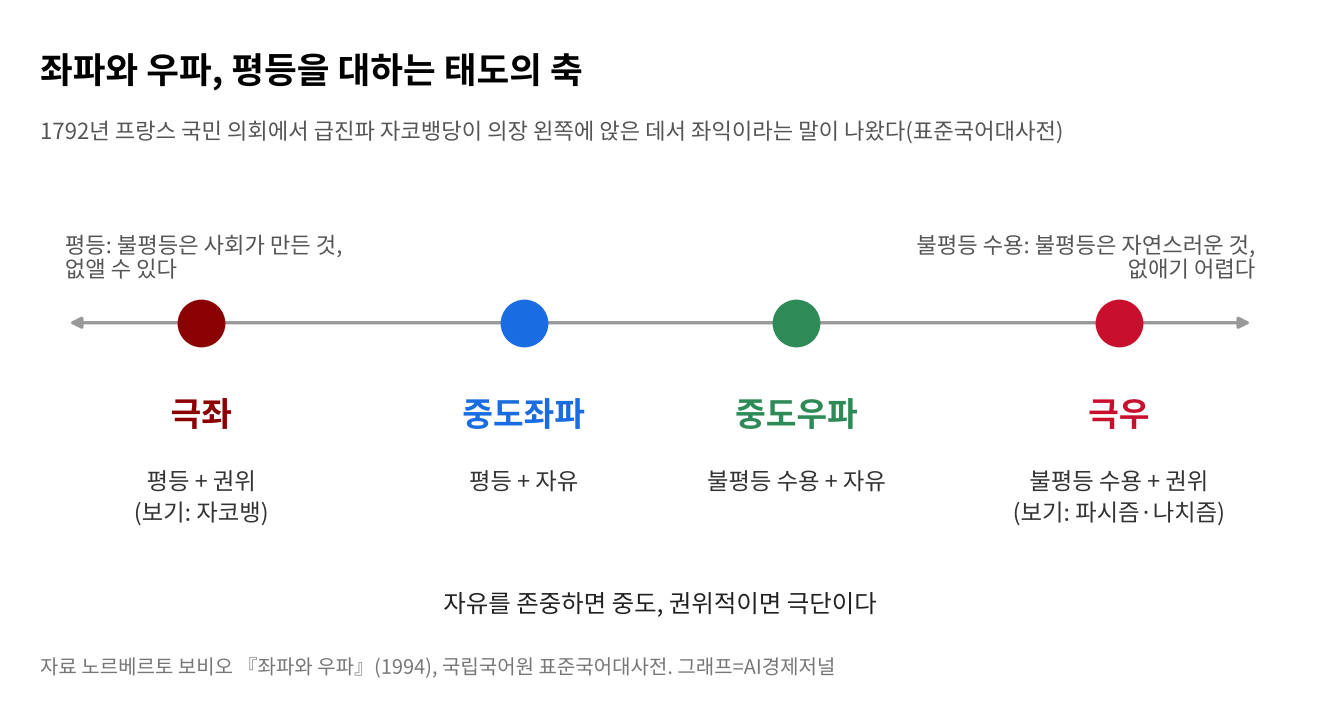 좌파와 우파, 평등을 대하는 태도의 축
1792년 프랑스 국민 의회에서 급진파 자코뱅당이 의장 왼쪽에 앉은 데서 좌익이라는 말이 나왔다(표준국어대사전)
평등: 불평등은 사회가 만든 것,
없앨 수 있다
불평등 수용: 불평등은 자연스러운 것,
없애기 어렵다
극좌
중도좌파
중도우파
극우
평등 + 권위
(보기: 자코뱅)
평등 + 자유
불평등 수용 + 자유
불평등 수용 + 권위
(보기: 파시즘·나치즘)
자유를 존중하면 중도, 권위적이면 극단이다
자료 노르베르토 보비오 『좌파와 우파』(1994), 국립국어원 표준국어대사전. 그래프=AI경제저널